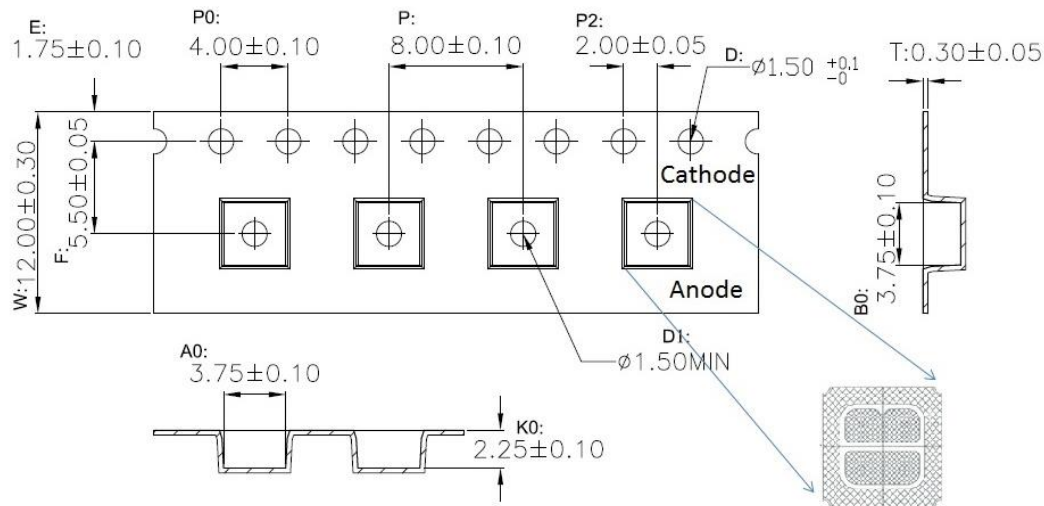 E:
1.75±0.10
P0:
4.00±0.10
P:
8.00±0.10
P2:
2.00±0.05
D:
Ø1.50 +0.1 -0
T:0.30±0.05
W:
12.00±0.30
F:
5.50±0.05
Cathode
Anode
B0:
3.75±0.10
D1:
Ø1.50MIN
A0:
3.75±0.10
K0:
2.25±0.10